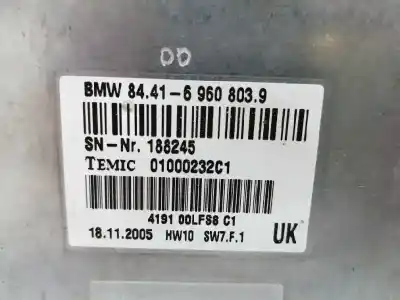 00
BMW 84.41-6 960 803.9
SN-Nr. 188245
TEMIC 01000232C1
4191 00LFS8 C1
18.11.2005 HW10 SW7.F.1 UK